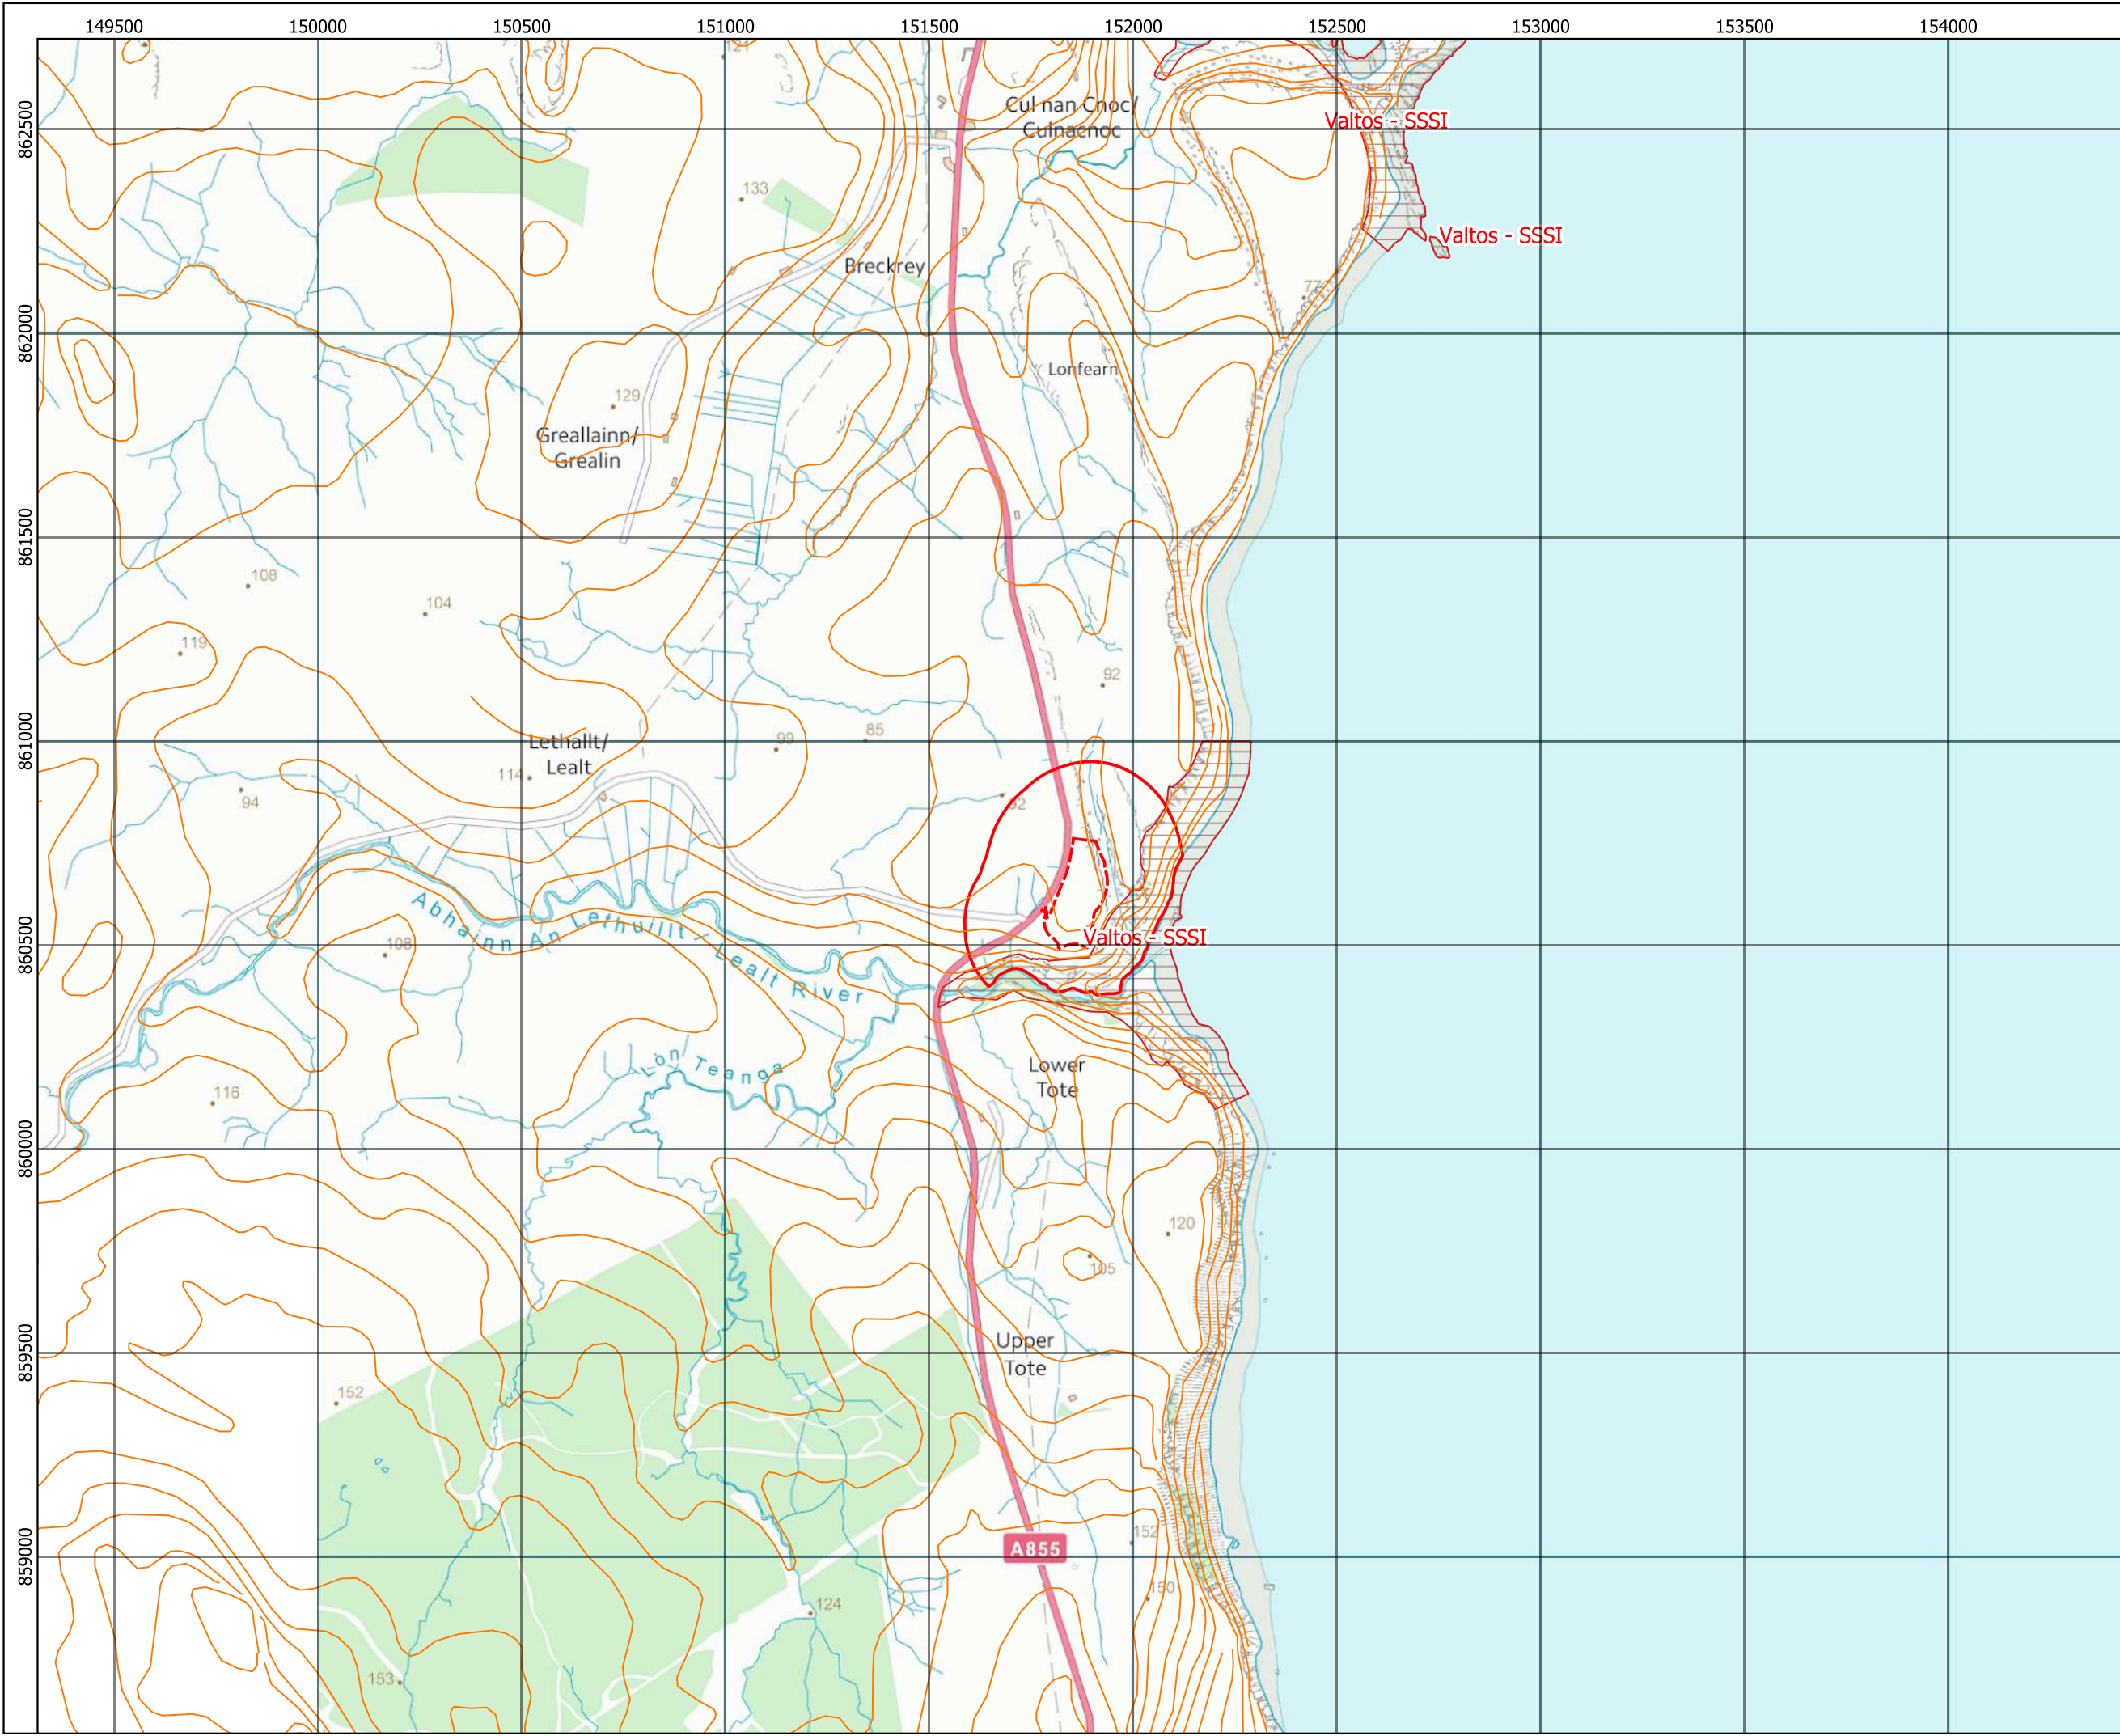 149500 150000 150500 151000 151500 152000 152500 153000 153500 154000
862500
862000
861500
861000
860500
860000
859500
859000
121
Cul nan Cnoc/
Culnacnoc
Valtos - SSSI
133
Valtos - SSSI
Breckrey
77
Lonfearn
129
Greallainn/
Grealin
108
104
119
92
85
99
Lethallt/
Lealt
114
94
92
Abhainn An Lethuillt / Lealt River
108
Valtos - SSSI
Lòn Teanga
Lower
Tote
116
120
105
Upper
Tote
152
152
A855
150
124
153